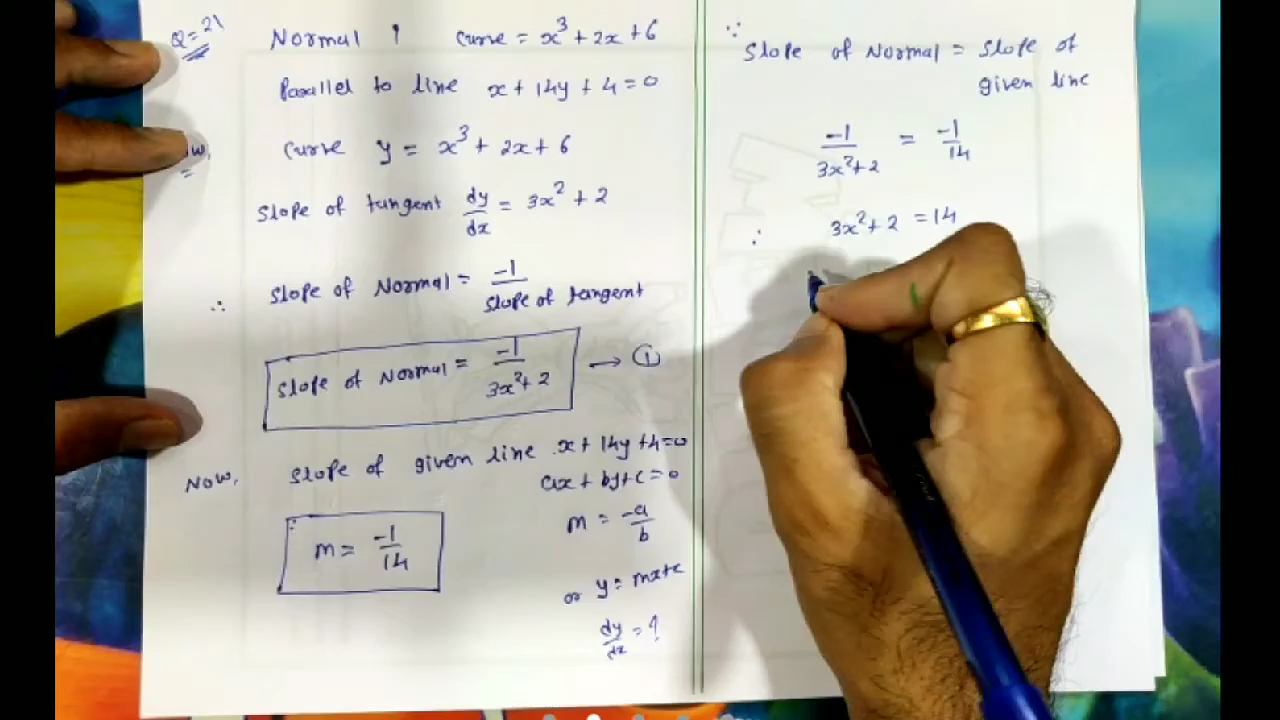 Q=21 Normal ? Curve = x³ + 2x + 6
Parallel to line x + 14y + 4 = 0
Curve y = x³ + 2x + 6
Slope of tangent dy/dx = 3x² + 2
∴ Slope of Normal = -1/Slope of tangent
Slope of Normal = -1/3x²+2 → ①
Now, Slope of given line x + 14y + 4 = 0
ax + by + c = 0
m = -a/b
m = -1/14
or y = mx + c
dy/dx = ?
∵ Slope of Normal = Slope of
given line
-1/3x²+2 = -1/14
∴ 3x² + 2 = 14